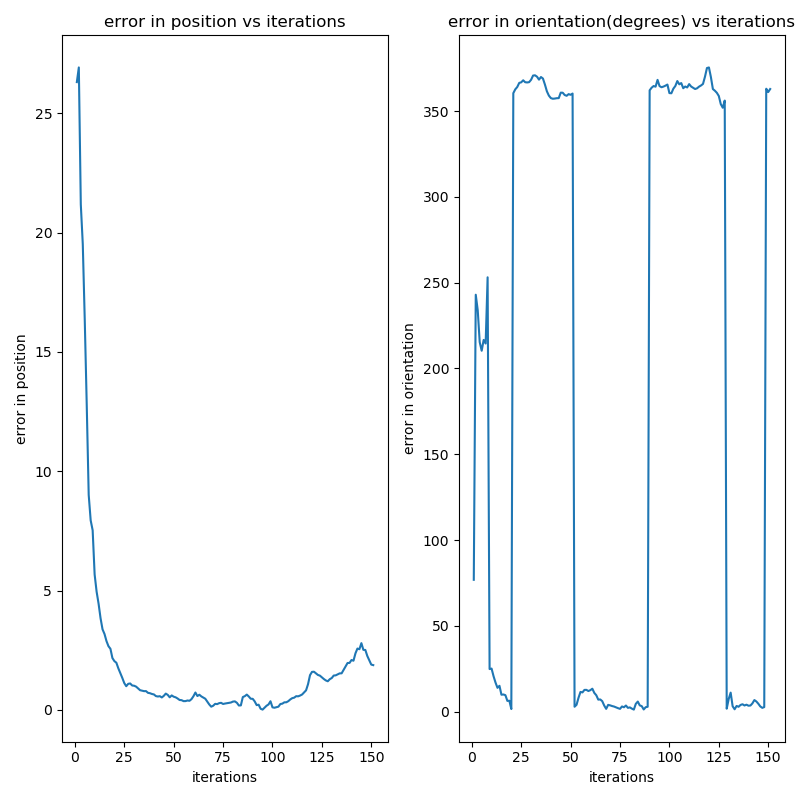 error in position vs iterations
error in position
25
20
15
10
5
0
0 25 50 75 100 125 150
iterations
error in orientation(degrees) vs iterations
error in orientation
350
300
250
200
150
100
50
0
0 25 50 75 100 125 150
iterations